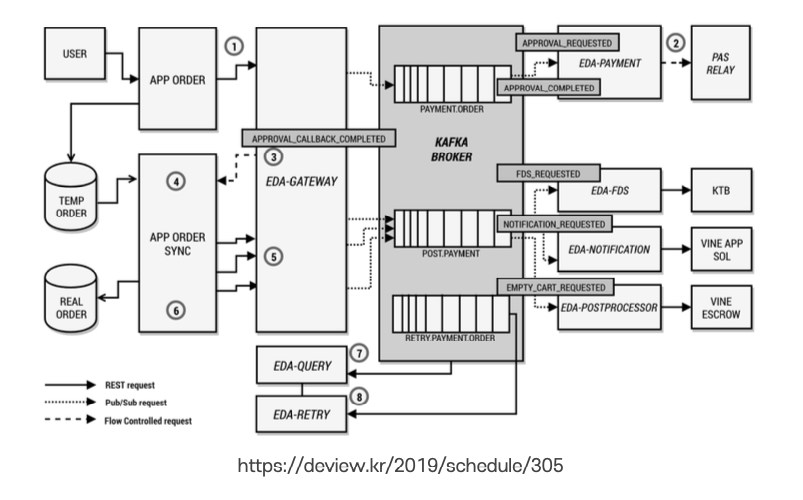 USER
APP ORDER
①
APPROVAL_REQUESTED
②
EDA-PAYMENT
PAS
RELAY
PAYMENT.ORDER
APPROVAL_COMPLETED
APPROVAL_CALLBACK_COMPLETED
KAFKA
BROKER
③
EDA-GATEWAY
TEMP
ORDER
④
APP ORDER
SYNC
⑤
⑥
REAL
ORDER
FDS_REQUESTED
EDA-FDS
KTB
NOTIFICATION_REQUESTED
POST.PAYMENT
EDA-NOTIFICATION
VINE APP
SOL
EMPTY_CART_REQUESTED
EDA-POSTPROCESSOR
VINE
ESCROW
RETRY.PAYMENT.ORDER
EDA-QUERY
⑦
EDA-RETRY
⑧
REST request
Pub/Sub request
Flow Controlled request
https://deview.kr/2019/schedule/305